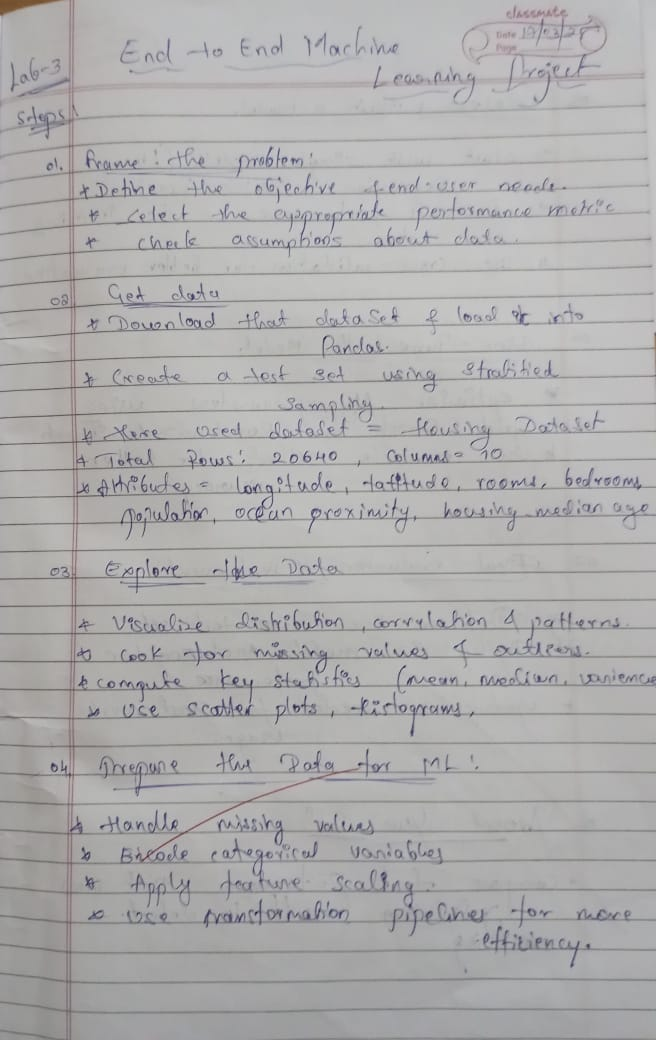 classmate
Date 17/03/25
Page
Lab-3
End to End Machine
Learning Project
Steps!
01. frame: the problem:
* Define the objective & end-user needs.
* Select the appropriate performance metric
* check assumptions about data.
02 Get data
* Download that dataset & load it into
Pandas.
* Create a test set using Stratified
Sampling.
* Here used dataset = Housing Dataset
* Total Rows: 20640, Columns= 10
* Attributes = longitude, latitude, rooms, bedrooms,
population, ocean proximity, housing median age
03 Explore the Data
* Visualize distribution, correlation & patterns.
* Look for missing values & outliers.
* compute key statistics (mean, median, varience
* Use scatter plots, Histograms,
04. Prepare the Data for ML:
* Handle missing values
* Encode categorical variables
* Apply feature scaling.
* Use transformation pipelines for more
efficiency.